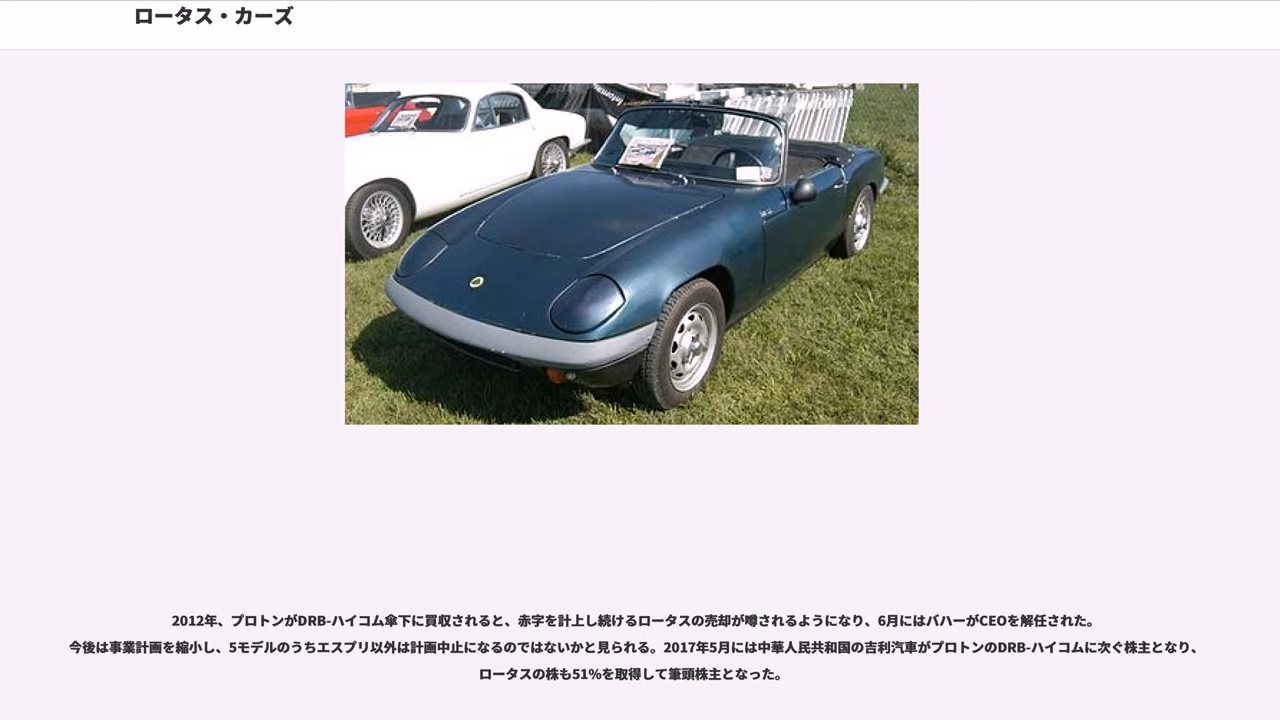 ロータス・カーズ
2012年、プロトンがDRB-ハイコム傘下に買収されると、赤字を計上し続けるロータスの売却が噂されるようになり、6月にはバハーがCEOを解任された。
今後は事業計画を縮小し、5モデルのうちエスプリ以外は計画中止になるのではないかと見られる。2017年5月には中華人民共和国の吉利汽車がプロトンのDRB-ハイコムに次ぐ株主となり、
ロータスの株も51%を取得して筆頭株主となった。